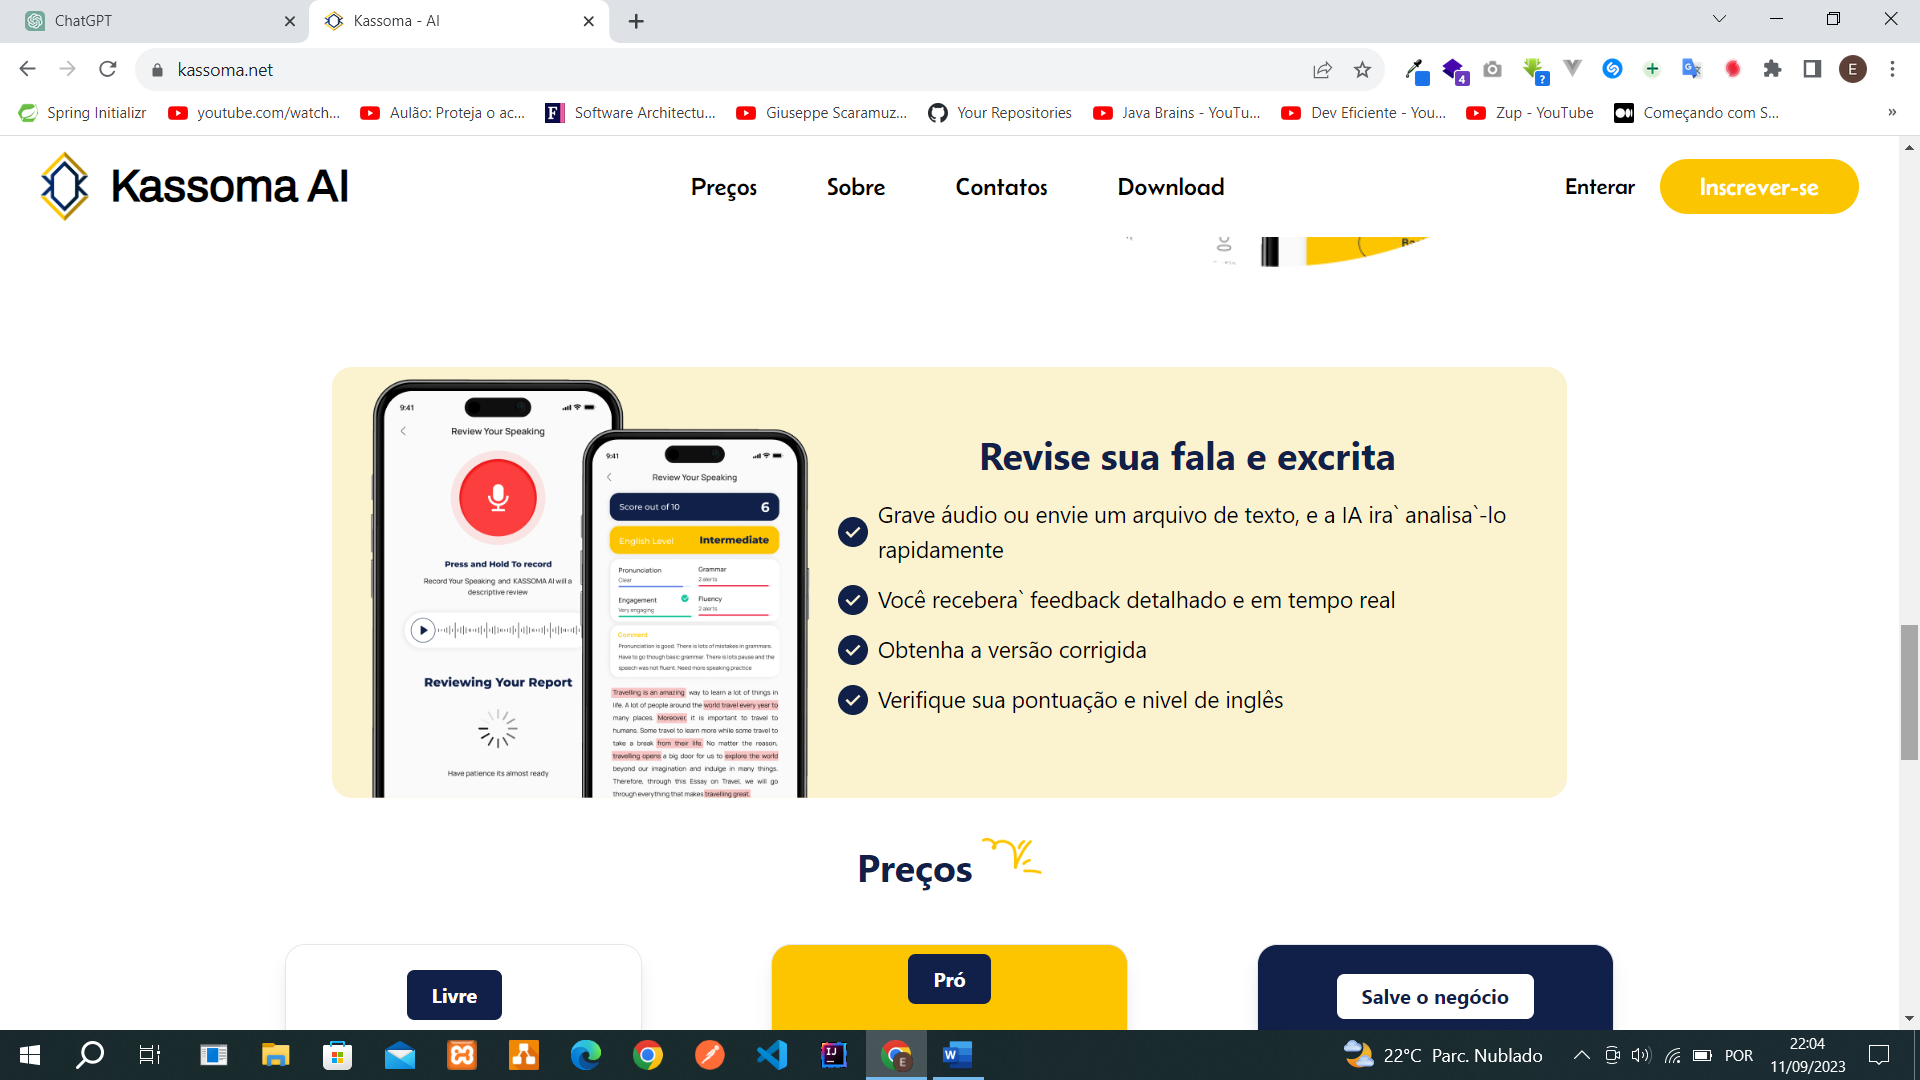 ChatGPT
Kassoma - AI
kassoma.net
4
?
E
Spring Initializr
youtube.com/watch...
Aulão: Proteja o ac...
F
Software Architectu...
Giuseppe Scaramuz...
Your Repositories
Java Brains - YouTu...
Dev Eficiente - You...
Zup - YouTube
Começando com S...
»
Kassoma AI
Preços
Sobre
Contatos
Download
Enterar
Inscrever-se
9:41
Review Your Speaking
Press and Hold To record
Record Your Speaking and KASSOMA AI will a
descriptive review
Reviewing Your Report
Have patience its almost ready
9:41
Review Your Speaking
Score out of 10 6
English Level Intermediate
Pronunciation
Clear
Grammar
2 alerts
Engagement
Very engaging
Fluency
2 alerts
Comment
Pronunciation is good. There is lots of mistakes in grammars.
Have to go though basic grammar. There is lots pause and the
speech was not fluent. Need more speaking practice
Travelling is an amazing way to learn a lot of things in
life. A lot of people around the world travel every year to
many places. Moreover, it is important to travel to
humans. Some travel to learn more while some travel to
take a break from their life. No matter the reason,
travelling opens a big door for us to explore the world
beyond our imagination and indulge in many things.
Therefore, through this Essay on Travel, we will go
through everything that makes travelling great.
Revise sua fala e excrita
Grave áudio ou envie um arquivo de texto, e a IA ira` analisa`-lo
rapidamente
Você recebera` feedback detalhado e em tempo real
Obtenha a versão corrigida
Verifique sua pontuação e nivel de inglês
Preços
Livre
Pró
Salve o negócio
22°C Parc. Nublado
POR
22:04
11/09/2023